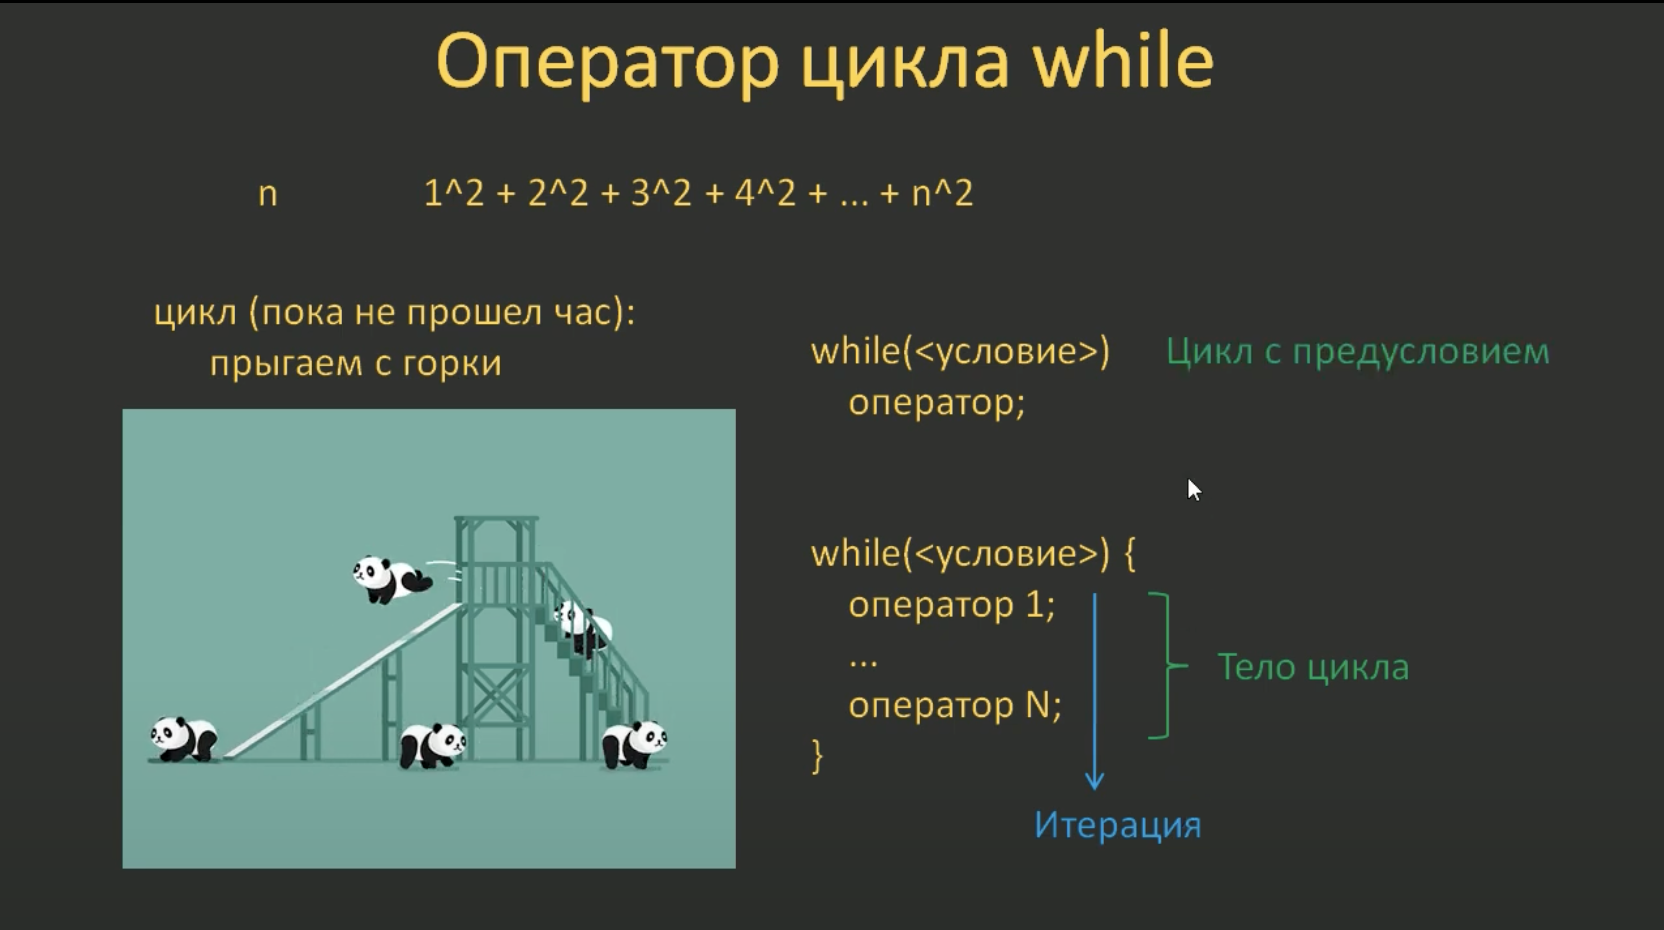 Оператор цикла while
n 1^2 + 2^2 + 3^2 + 4^2 + ... + n^2
цикл (пока не прошел час):
прыгаем с горки
while(<условие>) Цикл с предусловием
оператор;
while(<условие>) {
оператор 1;
...
оператор N;
}
Тело цикла
Итерация